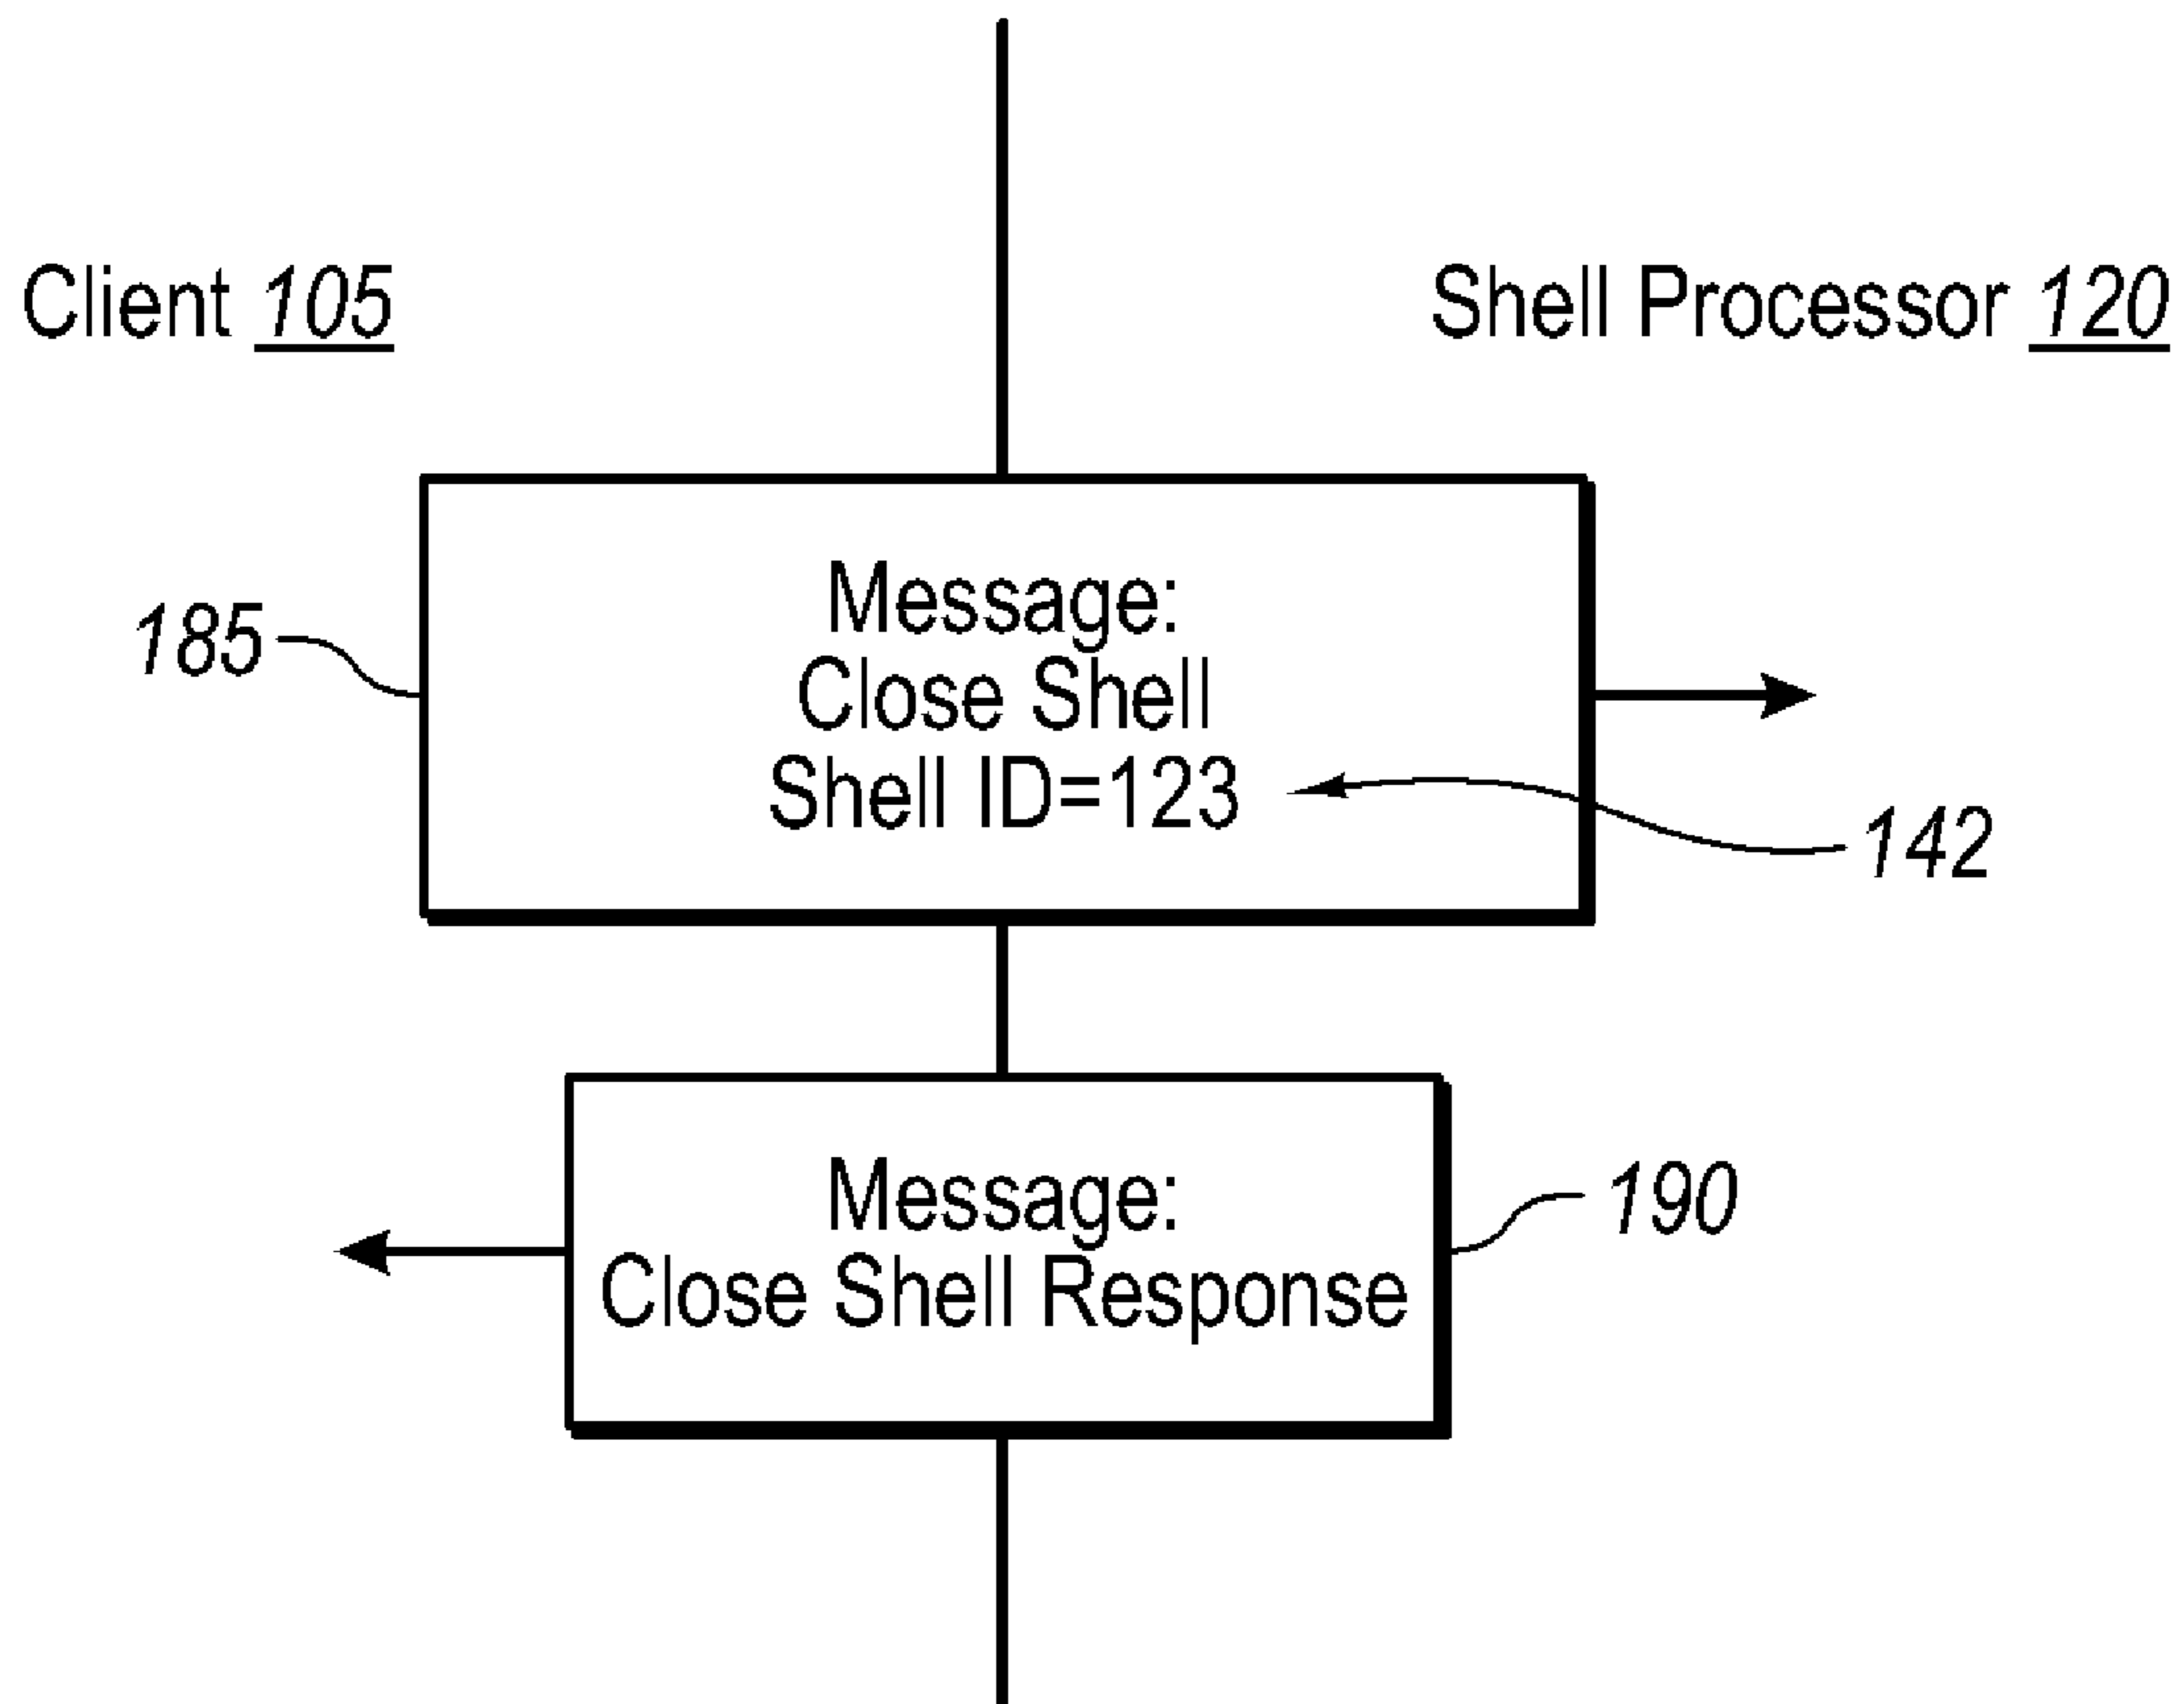 Client 105
Shell Processor 120
Message:
Close Shell
Shell ID=123
185
142
Message:
Close Shell Response
190